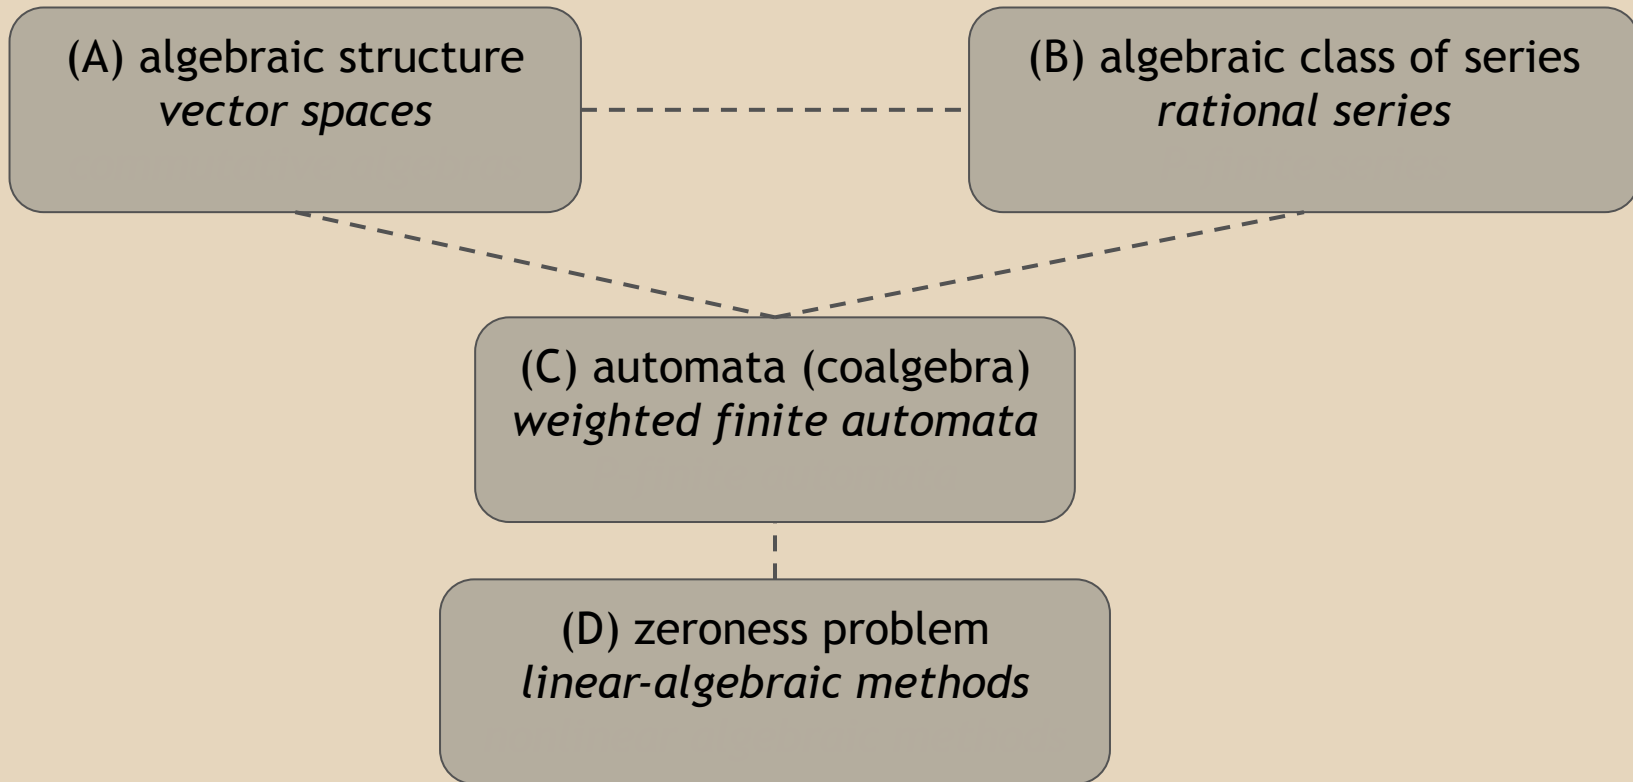 (A) algebraic structure
vector spaces
(B) algebraic class of series
rational series
(C) automata (coalgebra)
weighted finite automata
(D) zeroness problem
linear-algebraic methods